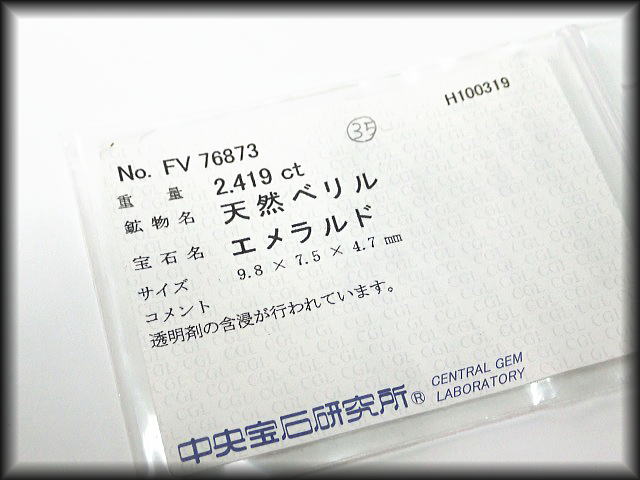 H100319
35
No. FV 76873
重量 2.419 ct
鉱物名 天然ベリル
宝石名 エメラルド
サイズ 9.8 × 7.5 × 4.7 mm
コメント
透明剤の含浸が行われています。
中央宝石研究所® CENTRAL GEM
LABORATORY